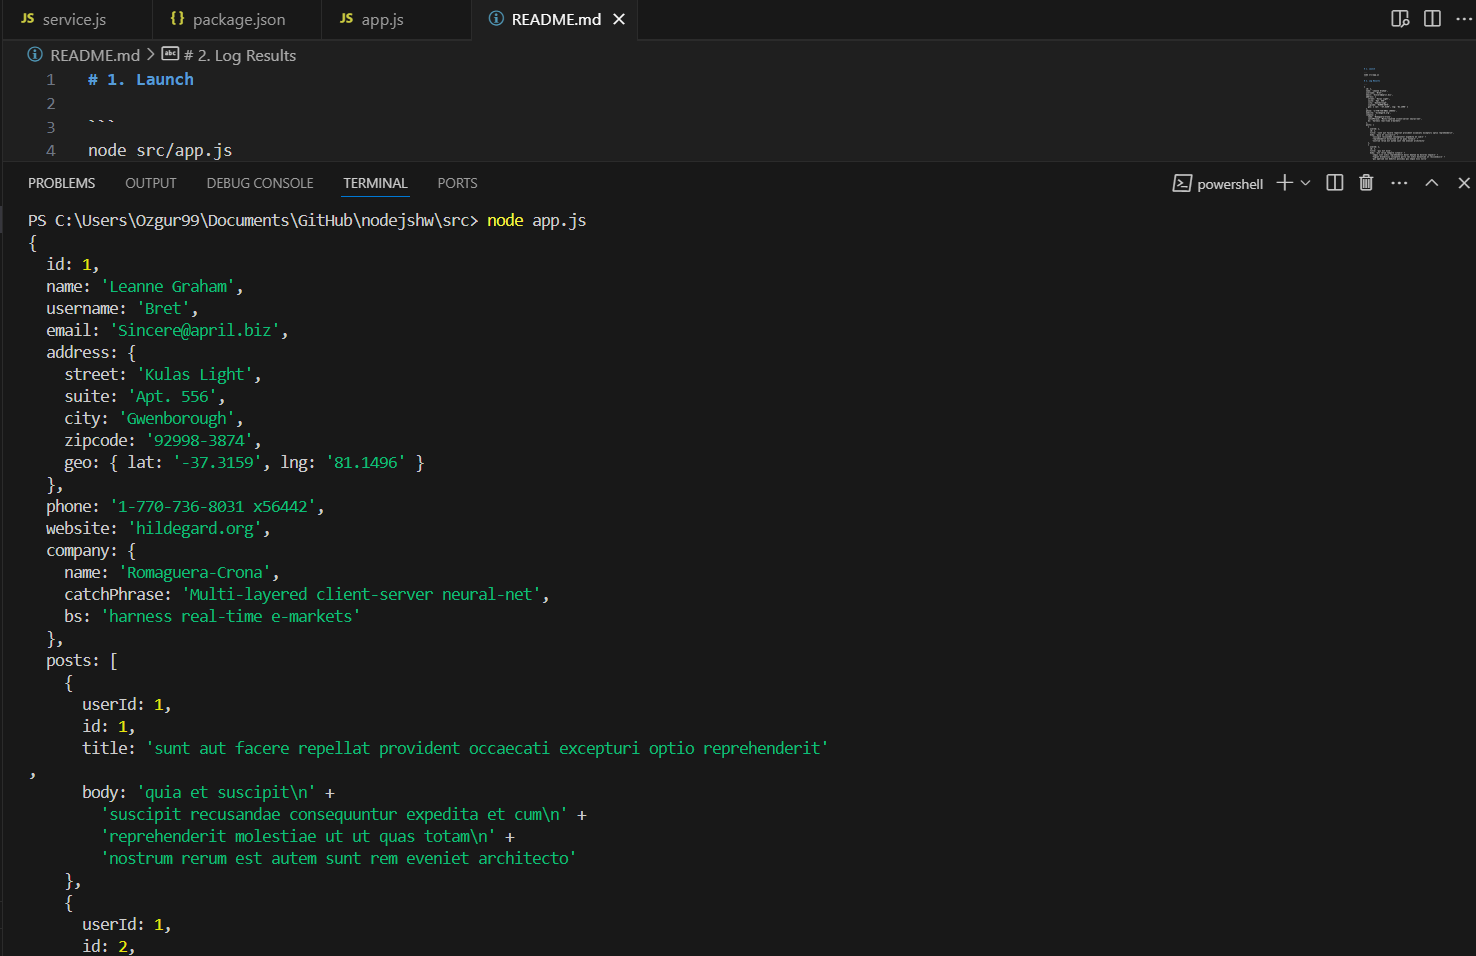 JS service.js
{} package.json
JS app.js
README.md
README.md > abc # 2. Log Results
1 # 1. Launch
2
3 ```
4 node src/app.js
PROBLEMS OUTPUT DEBUG CONSOLE TERMINAL PORTS
powershell
PS C:\Users\Ozgur99\Documents\GitHub\nodejshw\src> node app.js
{
  id: 1,
  name: 'Leanne Graham',
  username: 'Bret',
  email: 'Sincere@april.biz',
  address: {
    street: 'Kulas Light',
    suite: 'Apt. 556',
    city: 'Gwenborough',
    zipcode: '92998-3874',
    geo: { lat: '-37.3159', lng: '81.1496' }
  },
  phone: '1-770-736-8031 x56442',
  website: 'hildegard.org',
  company: {
    name: 'Romaguera-Crona',
    catchPhrase: 'Multi-layered client-server neural-net',
    bs: 'harness real-time e-markets'
  },
  posts: [
    {
      userId: 1,
      id: 1,
      title: 'sunt aut facere repellat provident occaecati excepturi optio reprehenderit'
,
      body: 'quia et suscipit\n' +
        'suscipit recusandae consequuntur expedita et cum\n' +
        'reprehenderit molestiae ut ut quas totam\n' +
        'nostrum rerum est autem sunt rem eveniet architecto'
    },
    {
      userId: 1,
      id: 2,